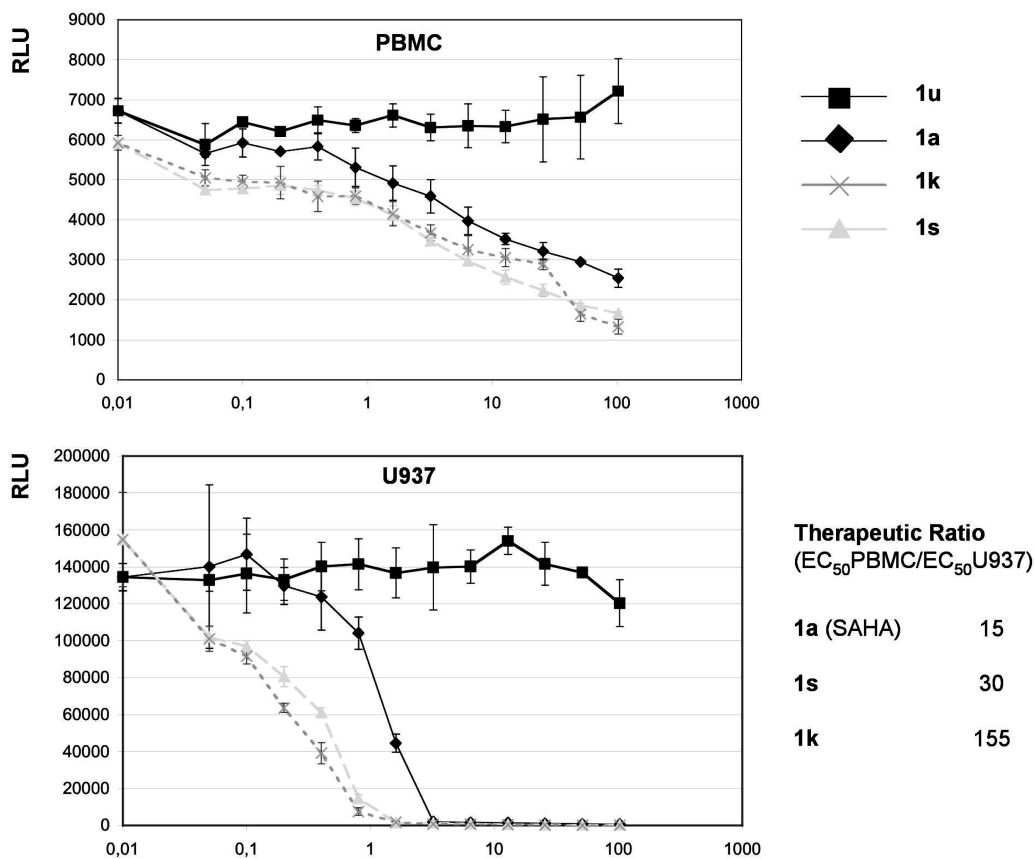 RLU
PBMC
9000
8000
7000
6000
5000
4000
3000
2000
1000
0
0,01 0,1 1 10 100 1000
1u
1a
1k
1s
RLU
U937
200000
180000
160000
140000
120000
100000
80000
60000
40000
20000
0
0,01 0,1 1 10 100 1000
Therapeutic Ratio
(EC50PBMC/EC50U937)
1a (SAHA) 15
1s 30
1k 155